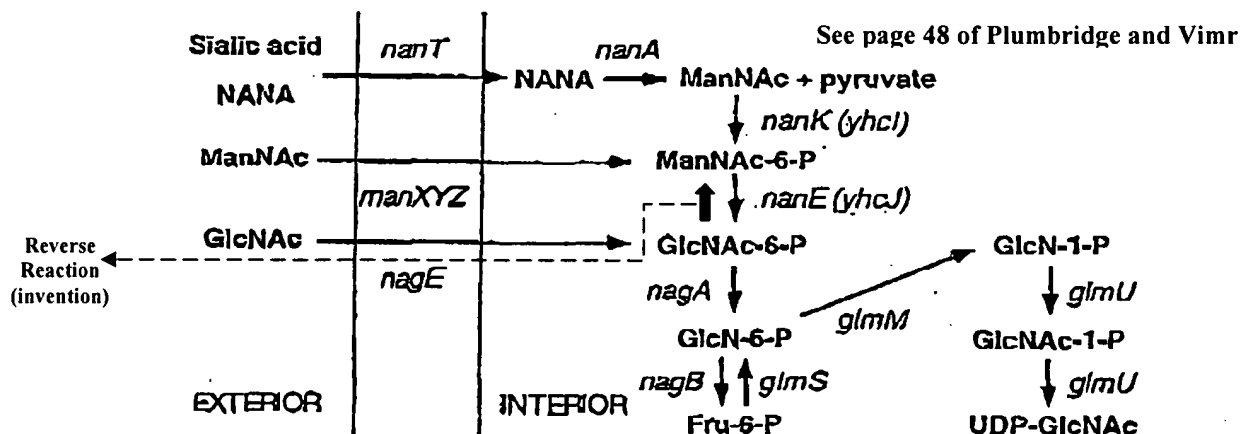 See page 48 of Plumbridge and Vimr
Sialic acid
nanT
nanA
NANA
NANA
ManNAc + pyruvate
nanK (yhcI)
ManNAc
ManNAc-6-P
manXYZ
nanE (yhcJ)
GlcNAc
GlcNAc-6-P
GlcN-1-P
Reverse
Reaction
(invention)
nagE
nagA
glmU
glmM
GlcN-6-P
GlcNAc-1-P
nagB
glmS
glmU
EXTERIOR
INTERIOR
Fru-6-P
UDP-GlcNAc